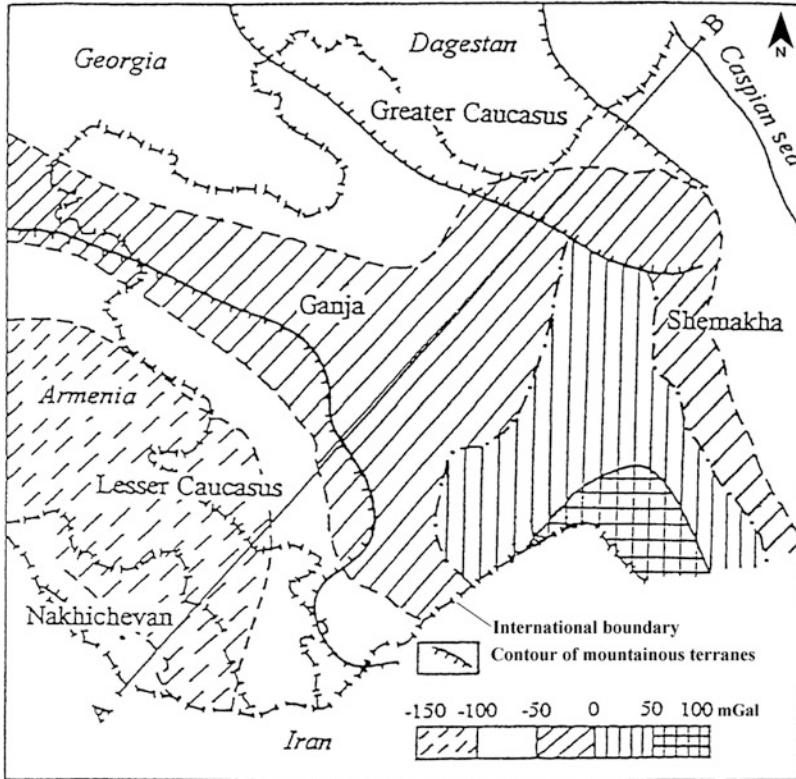 Georgia
Dagestan
B
N
Caspian sea
Greater Caucasus
Ganja
Shemakha
Armenia
Lesser Caucasus
Nakhichevan
A
Iran
International boundary
Contour of mountainous terranes
-150 -100 -50 0 50 100 mGal